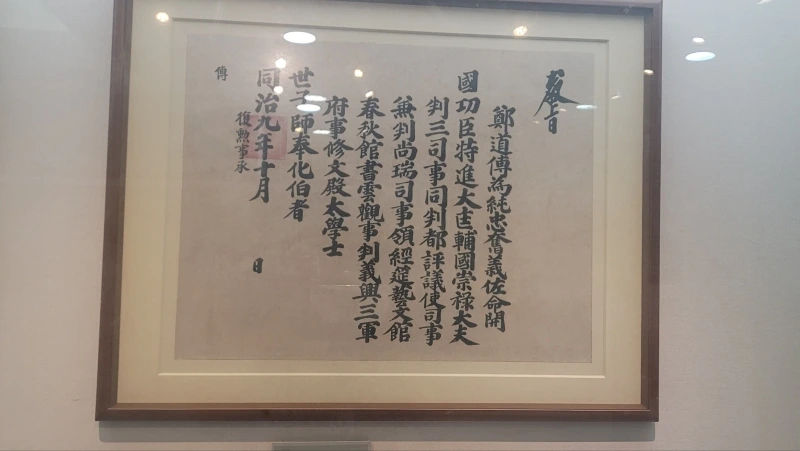 敎旨
鄭道傳爲純忠奮義佐命開
國功臣特進大匡輔國崇祿大夫
判三司事同判都評議使司事
兼判尚瑞司事領經筵藝文館
春秋館書雲觀事判義興三軍
府事修文殿太學士
世子師奉化伯者
同治九年十月 日
復勲事承
傳